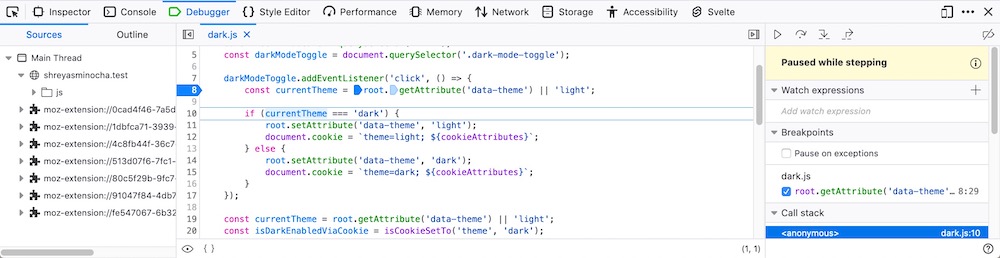 Inspector Console Debugger Style Editor Performance Memory Network Storage Accessibility Svelte
Sources Outline
Main Thread
shreyasminocha.test
js
moz-extension://0cad4f46-7a5d
moz-extension://1dbfca71-3939-
moz-extension://4c8fb44f-36c7
moz-extension://513d07f6-7fc1-
moz-extension://80c5f29b-9fc7-
moz-extension://91047f84-4db7
moz-extension://fe547067-6b32
dark.js
5 const darkModeToggle = document.querySelector('.dark-mode-toggle');
6
7 darkModeToggle.addEventListener('click', () => {
8 const currentTheme = root.getAttribute('data-theme') || 'light';
9
10 if (currentTheme === 'dark') {
11 root.setAttribute('data-theme', 'light');
12 document.cookie = `theme=light; ${cookieAttributes}`;
13 } else {
14 root.setAttribute('data-theme', 'dark');
15 document.cookie = `theme=dark; ${cookieAttributes}`;
16 }
17 });
18
19 const currentTheme = root.getAttribute('data-theme') || 'light';
20 const isDarkEnabledViaCookie = isCookieSetTo('theme', 'dark');
{ } (1, 1)
Paused while stepping
Watch expressions
Add watch expression
Breakpoints
Pause on exceptions
dark.js
root.getAttribute('data-theme'… 8:29
Call stack
<anonymous> dark.js:10